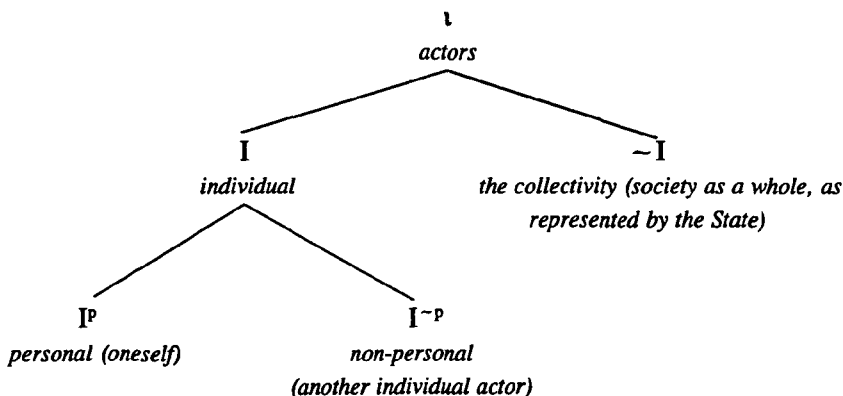 ι
actors
I
~I
individual
the collectivity (society as a whole, as
represented by the State)
Iᵖ
I~ᵖ
personal (oneself)
non-personal
(another individual actor)